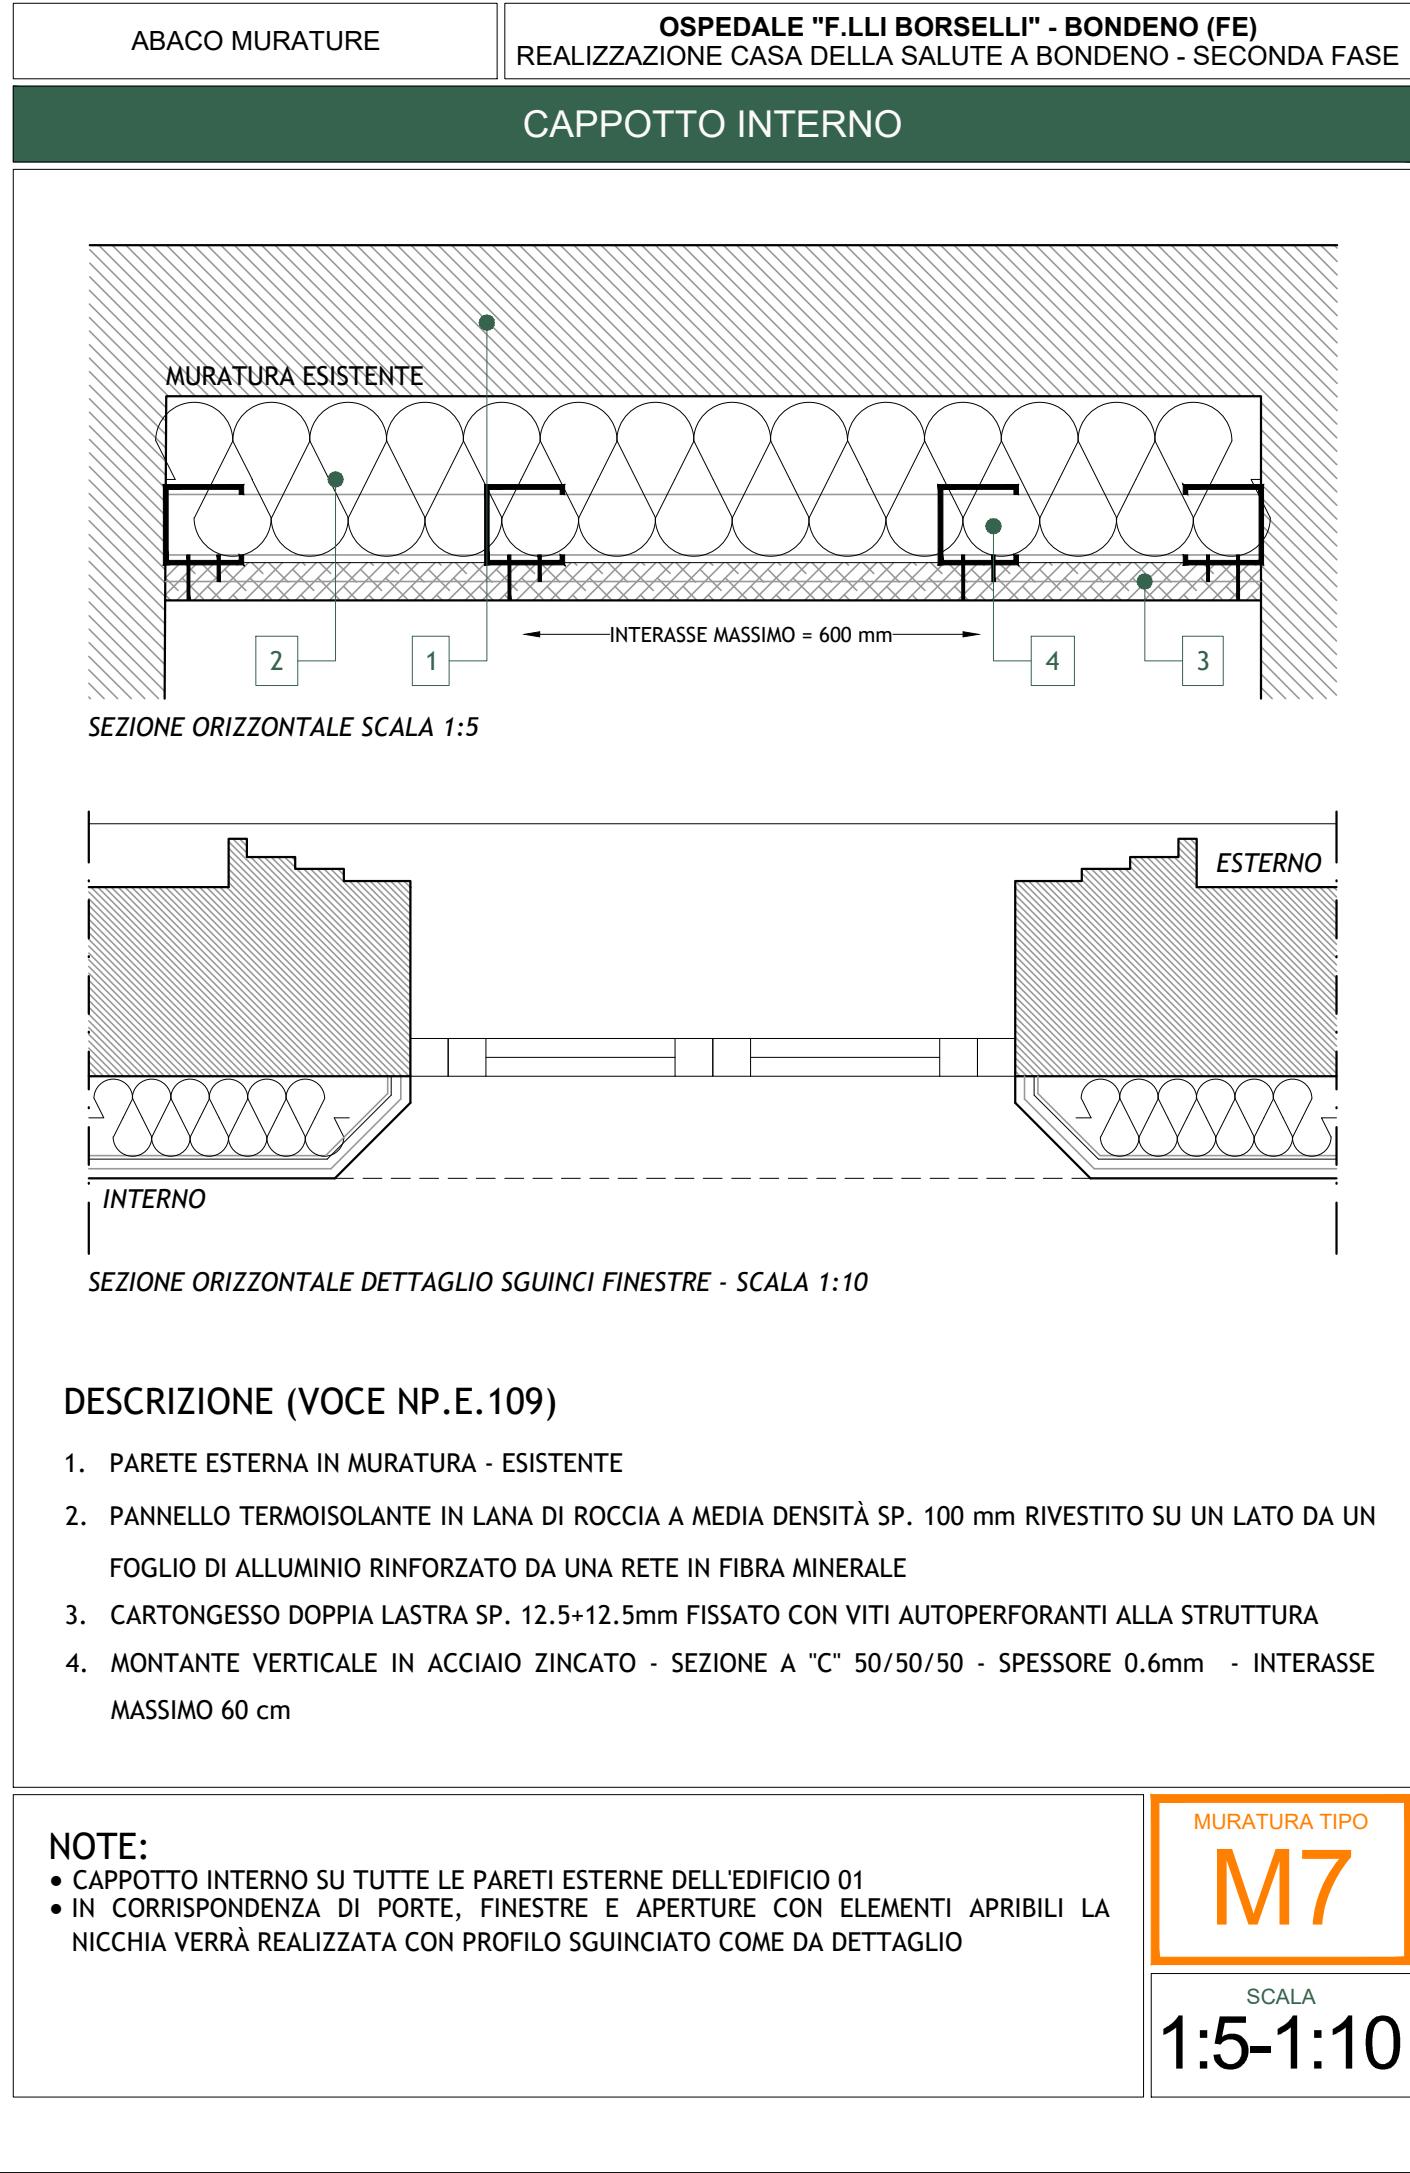 ABACO MURATURE
OSPEDALE "F.LLI BORSELLI" - BONDENO (FE)
REALIZZAZIONE CASA DELLA SALUTE A BONDENO - SECONDA FASE
CAPPOTTO INTERNO
MURATURA ESISTENTE
INTERASSE MASSIMO = 600 mm
2
1
4
3
SEZIONE ORIZZONTALE SCALA 1:5
ESTERNO
INTERNO
SEZIONE ORIZZONTALE DETTAGLIO SGUINCI FINESTRE - SCALA 1:10
DESCRIZIONE (VOCE NP.E.109)
1. PARETE ESTERNA IN MURATURA - ESISTENTE
2. PANNELLO TERMOISOLANTE IN LANA DI ROCCIA A MEDIA DENSITÀ SP. 100 mm RIVESTITO SU UN LATO DA UN
FOGLIO DI ALLUMINIO RINFORZATO DA UNA RETE IN FIBRA MINERALE
3. CARTONGESSO DOPPIA LASTRA SP. 12.5+12.5mm FISSATO CON VITI AUTOPERFORANTI ALLA STRUTTURA
4. MONTANTE VERTICALE IN ACCIAIO ZINCATO - SEZIONE A "C" 50/50/50 - SPESSORE 0.6mm - INTERASSE
MASSIMO 60 cm
NOTE:
• CAPPOTTO INTERNO SU TUTTE LE PARETI ESTERNE DELL'EDIFICIO 01
• IN CORRISPONDENZA DI PORTE, FINESTRE E APERTURE CON ELEMENTI APRIBILI LA
NICCHIA VERRÀ REALIZZATA CON PROFILO SGUINCIATO COME DA DETTAGLIO
MURATURA TIPO
M7
SCALA
1:5-1:10